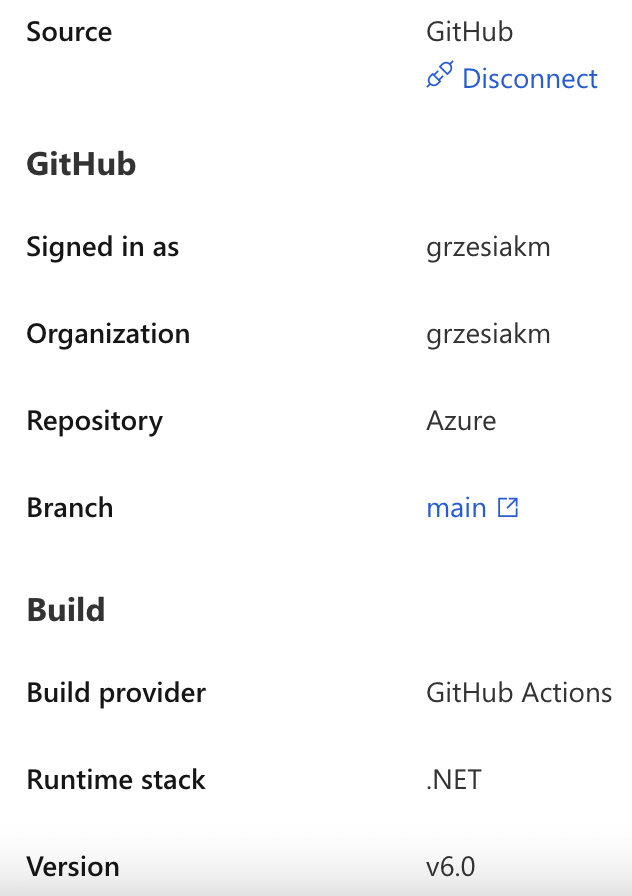 Source GitHub
Disconnect
GitHub
Signed in as grzesiakm
Organization grzesiakm
Repository Azure
Branch main
Build
Build provider GitHub Actions
Runtime stack .NET
Version v6.0